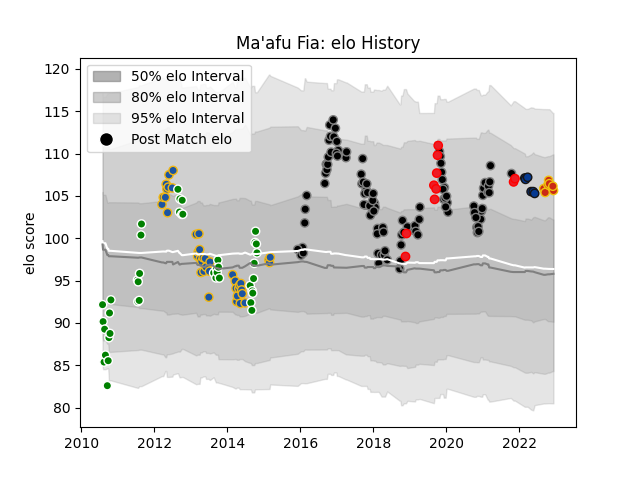 Ma'afu Fia: elo History
50% elo Interval
80% elo Interval
95% elo Interval
Post Match elo
elo score
120
115
110
105
100
95
90
85
80
2010 2012 2014 2016 2018 2020 2022